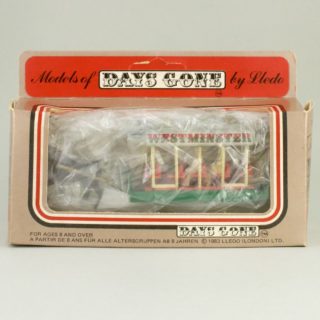 Models of DAYS GONE by Lledo
WESTMINSTER
DAYS GONE
FOR AGES 8 AND OVER
A PARTIR DE 8 ANS FÜR ALLE ALTERSGRUPPEN AB 8 JAHREN © 1983 LLEDO (LONDON) LTD.